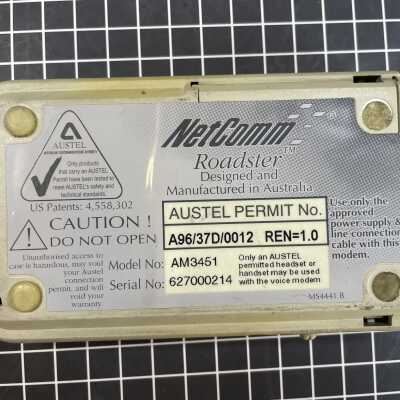 AUSTEL
Only products
that carry an AUSTEL
Permit have been tested to
meet AUSTEL's safety and
technical standards.
US Patents: 4,558,302
CAUTION !
DO NOT OPEN
Unauthorised access to
case is hazardous, may void
your Austel
connection
permit, and will
void your
warranty.
NetComm ®
Roadster™
Designed and
Manufactured in Australia
AUSTEL PERMIT No.
A96/37D/0012 REN=1.0
Model No: AM3451
Serial No: 627000214
Only an AUSTEL
permitted headset or
handset may be used
with the voice modem
Use only the
approved
power supply &
line connection
cable with this
modem.
MS4441 B